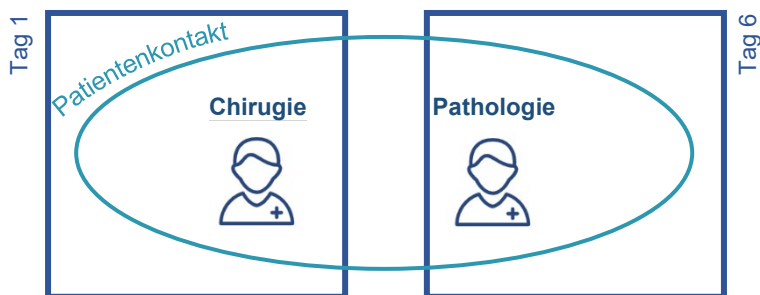 Tag 1
Patientenkontakt
Chirugie
Pathologie
Tag 6